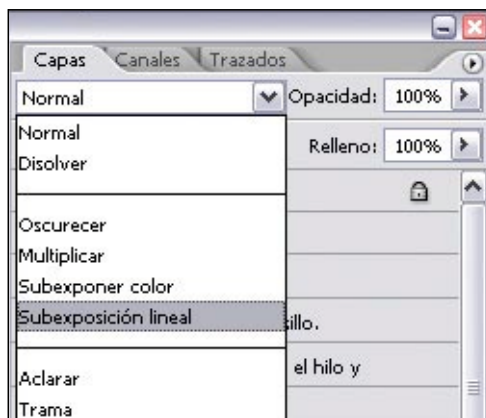 Capas Canales Trazados
Normal Opacidad: 100%
Normal
Relleno: 100%
Disolver
Oscurecer
Multiplicar
Subexponer color
Subexposición lineal
Aclarar
el hilo y
Trama